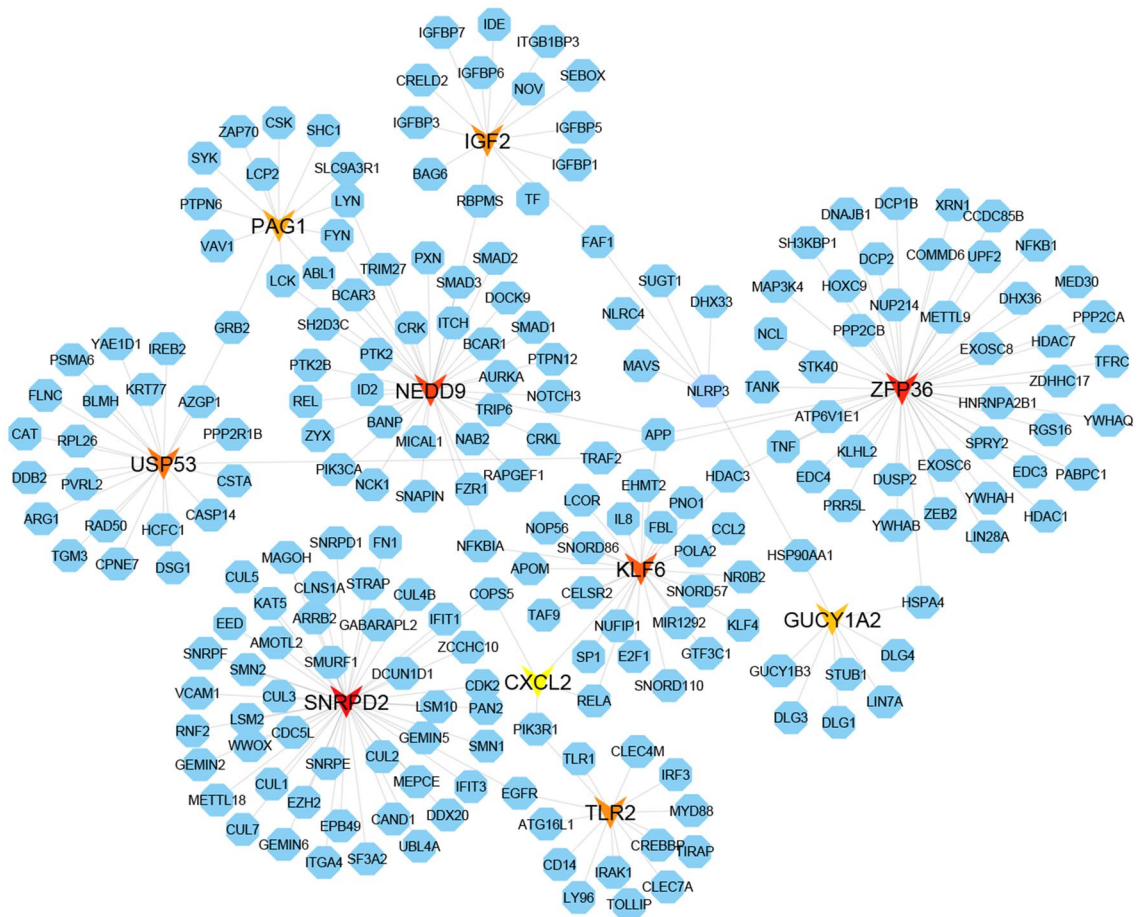 IGFBP7
IDE
ITGB1BP3
CRELD2
IGFBP6
NOV
SEBOX
IGFBP3
IGF2
IGFBP5
BAG6
IGFBP1
RBPMS
TF
FAF1
ZAP70
CSK
SHC1
SYK
LCP2
SLC9A3R1
PTPN6
LYN
PAG1
VAV1
FYN
LCK
ABL1
GRB2
TRIM27
PXN
SMAD2
BCAR3
SMAD3
DOCK9
SH2D3C
CRK
ITCH
SMAD1
PTK2
BCAR1
PTPN12
PTK2B
ID2
NEDD9
AURKA
NOTCH3
REL
BANP
TRIP6
ZYX
MICAL1
NAB2
CRKL
PIK3CA
NCK1
RAPGEF1
SNAPIN
FZR1
SUGT1
DHX33
NLRC4
MAVS
NLRP3
DNAJB1
DCP1B
XRN1
CCDC85B
SH3KBP1
DCP2
COMMD6
UPF2
NFKB1
MAP3K4
HOXC9
NUP214
DHX36
MED30
PPP2CB
METTL9
PPP2CA
NCL
EXOSC8
HDAC7
STK40
TFRC
TANK
ZFP36
ZDHHC17
ATP6V1E1
HNRNPA2B1
YWHAQ
RGS16
TNF
KLHL2
SPRY2
EDC4
DUSP2
EXOSC6
EDC3
PABPC1
PRR5L
YWHAH
HDAC1
YWHAB
ZEB2
LIN28A
YAE1D1
IREB2
PSMA6
KRT77
FLNC
BLMH
AZGP1
CAT
RPL26
PPP2R1B
USP53
DDB2
PVRL2
CSTA
ARG1
RAD50
CASP14
HCFC1
TGM3
CPNE7
DSG1
APP
TRAF2
HDAC3
LCOR
EHMT2
PNO1
NOP56
IL8
FBL
CCL2
NFKBIA
SNORD86
POLA2
APOM
KLF6
NR0B2
CELSR2
SNORD57
TAF9
MIR1292
KLF4
NUFIP1
GTF3C1
SP1
E2F1
SNORD110
RELA
COPS5
CXCL2
PIK3R1
HSP90AA1
HSPA4
GUCY1A2
DLG4
GUCY1B3
STUB1
LIN7A
DLG3
DLG1
SNRPD1
FN1
MAGOH
CUL5
CLNS1A
STRAP
CUL4B
KAT5
EED
ARRB2
GABARAPL2
IFIT1
AMOTL2
SNRPF
SMURF1
ZCCHC10
SMN2
DCUN1D1
VCAM1
CUL3
CDK2
SNRPD2
LSM10
PAN2
RNF2
LSM2
CDC5L
GEMIN5
WWOX
SMN1
GEMIN2
SNRPE
CUL2
CUL1
MEPCE
IFIT3
METTL18
EZH2
DDX20
CUL7
EPB49
CAND1
GEMIN6
UBL4A
ITGA4
SF3A2
EGFR
TLR1
CLEC4M
IRF3
TLR2
MYD88
ATG16L1
CREBBP
TIRAP
CD14
IRAK1
CLEC7A
LY96
TOLLIP